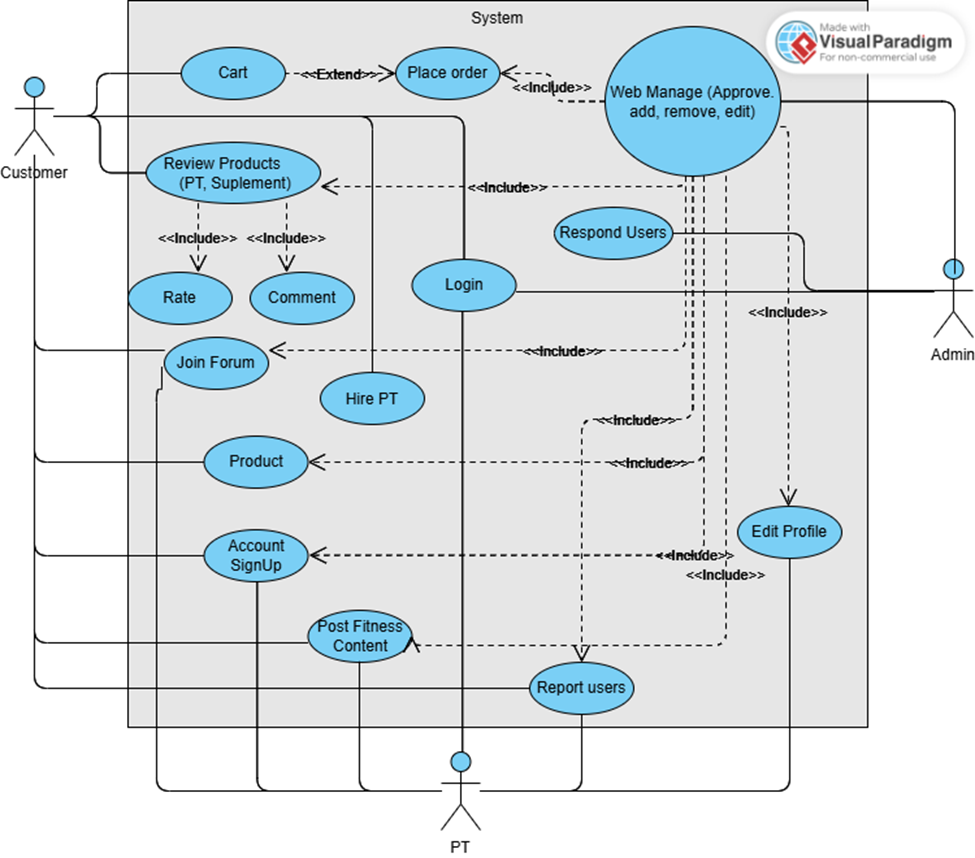 System
Made with
VisualParadigm
For non-commercial use
Cart
<<Extend>>
Place order
<<Include>>
Web Manage (Approve.
add, remove, edit)
Customer
Review Products
(PT, Suplement)
<<Include>>
Respond Users
<<Include>>
<<Include>>
Login
Rate
Comment
<<Include>>
Admin
Join Forum
<<Include>>
Hire PT
<<Include>>
Product
<<Include>>
Edit Profile
Account
SignUp
<<Include>>
<<Include>>
Post Fitness
Content
Report users
PT